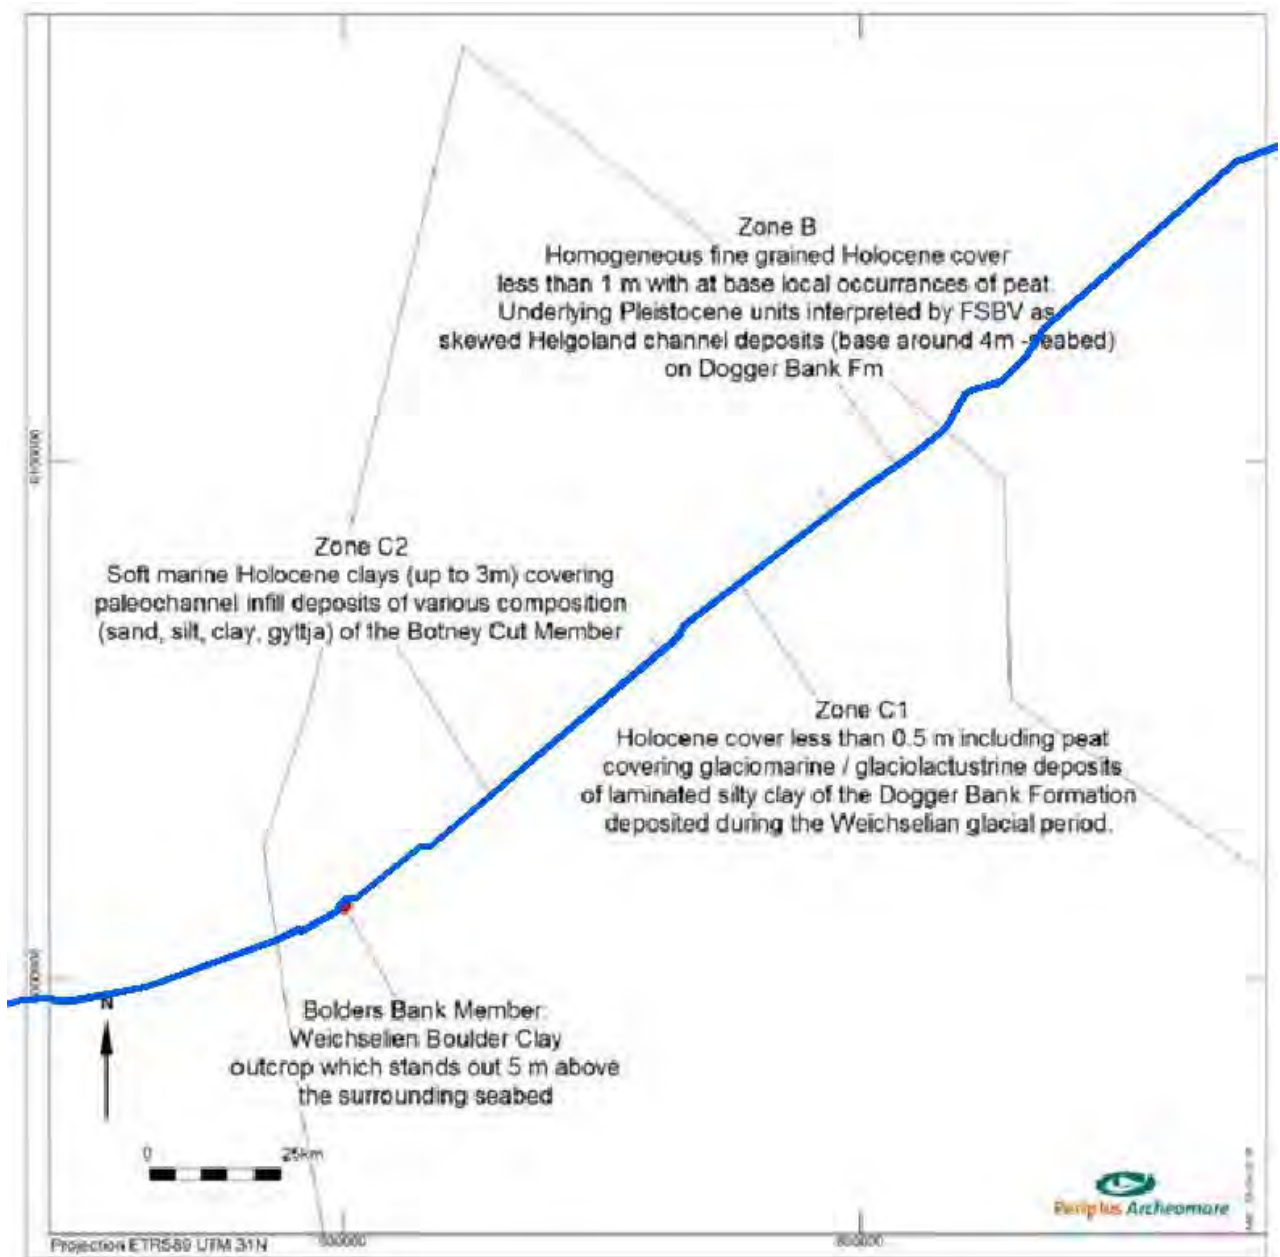 Zone B
Homogeneous fine grained Holocene cover
less than 1 m with at base local occurrances of peat.
Underlying Pleistocene units interpreted by FSBV as
skewed Helgoland channel deposits (base around 4m -seabed)
on Dogger Bank Fm
Zone C2
Soft marine Holocene clays (up to 3m) covering
paleochannel infill deposits of various composition
(sand, silt, clay, gyttja) of the Botney Cut Member
Zone C1
Holocene cover less than 0.5 m including peat
covering glaciomarine / glaciolactustrine deposits
of laminated silty clay of the Dogger Bank Formation
deposited during the Weichselian glacial period.
Bolders Bank Member:
Weichselien Boulder Clay
outcrop which stands out 5 m above
the surrounding seabed
N
0 25km
Periplus Archeomare
Projection ETRS89 UTM 31N